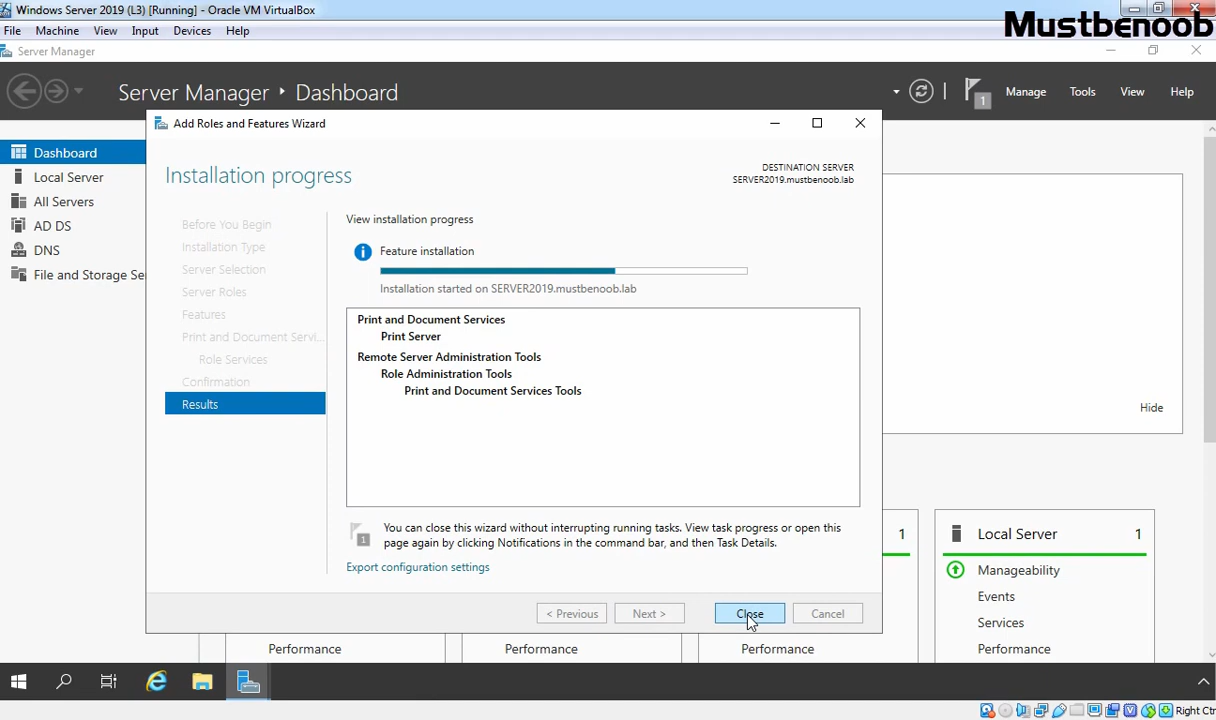 Windows Server 2019 (L3) [Running] - Oracle VM VirtualBox
File Machine View Input Devices Help
Mustbenoob
Server Manager
Server Manager ‣ Dashboard
1
Manage Tools View Help
Add Roles and Features Wizard
Dashboard
Local Server
All Servers
AD DS
DNS
File and Storage Se
Installation progress
DESTINATION SERVER
SERVER2019.mustbenoob.lab
Before You Begin
Installation Type
Server Selection
Server Roles
Features
Print and Document Servi...
Role Services
Confirmation
Results
View installation progress
Feature installation
Installation started on SERVER2019.mustbenoob.lab
Print and Document Services
Print Server
Remote Server Administration Tools
Role Administration Tools
Print and Document Services Tools
1
You can close this wizard without interrupting running tasks. View task progress or open this
page again by clicking Notifications in the command bar, and then Task Details.
Export configuration settings
< Previous Next > Close Cancel
Hide
1
Local Server 1
Manageability
Events
Services
Performance
Performance Performance Performance
Right Ctr